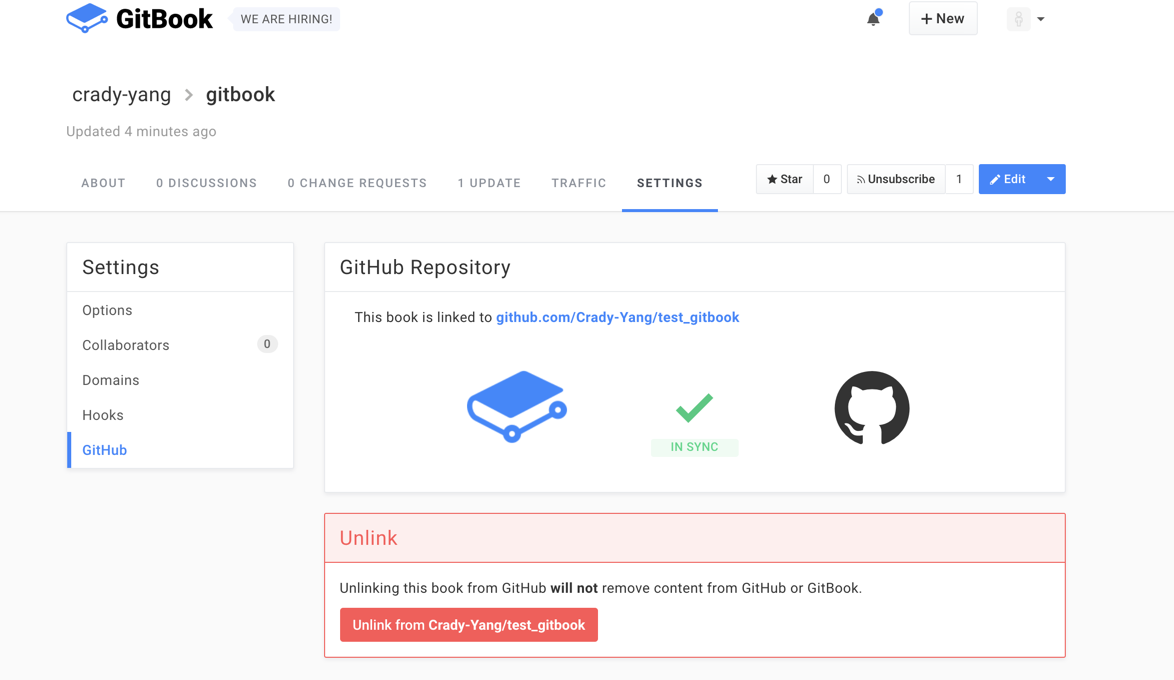 GitBook WE ARE HIRING! + New
crady-yang > gitbook
Updated 4 minutes ago
ABOUT 0 DISCUSSIONS 0 CHANGE REQUESTS 1 UPDATE TRAFFIC SETTINGS Star 0 Unsubscribe 1 Edit
Settings
Options
Collaborators 0
Domains
Hooks
GitHub
GitHub Repository
This book is linked to github.com/Crady-Yang/test_gitbook
IN SYNC
Unlink
Unlinking this book from GitHub will not remove content from GitHub or GitBook.
Unlink from Crady-Yang/test_gitbook